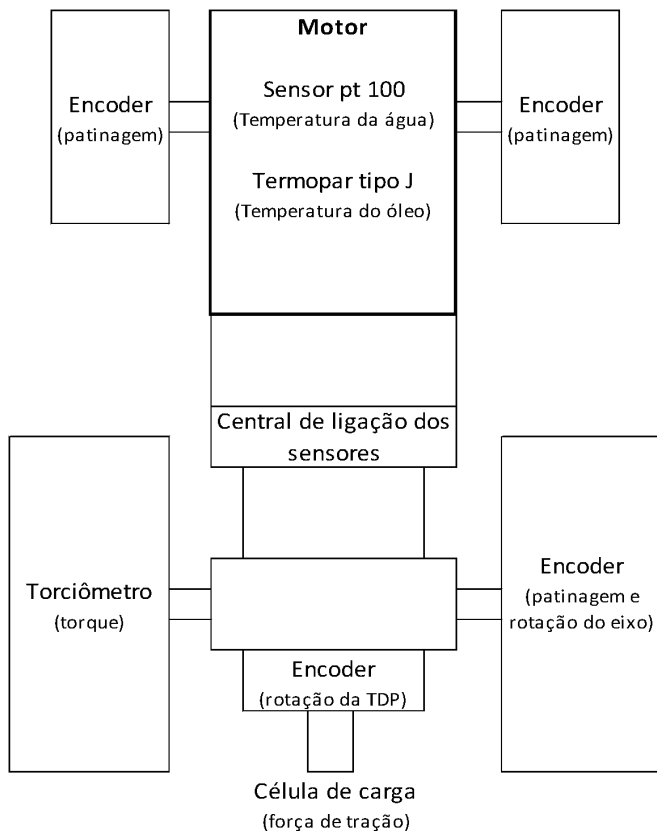 Motor
Encoder
(patinagem)
Sensor pt 100
(Temperatura da água)
Termopar tipo J
(Temperatura do óleo)
Encoder
(patinagem)
Central de ligação dos
sensores
Torciômetro
(torque)
Encoder
(patinagem e
rotação do eixo)
Encoder
(rotação da TDP)
Célula de carga
(força de tração)